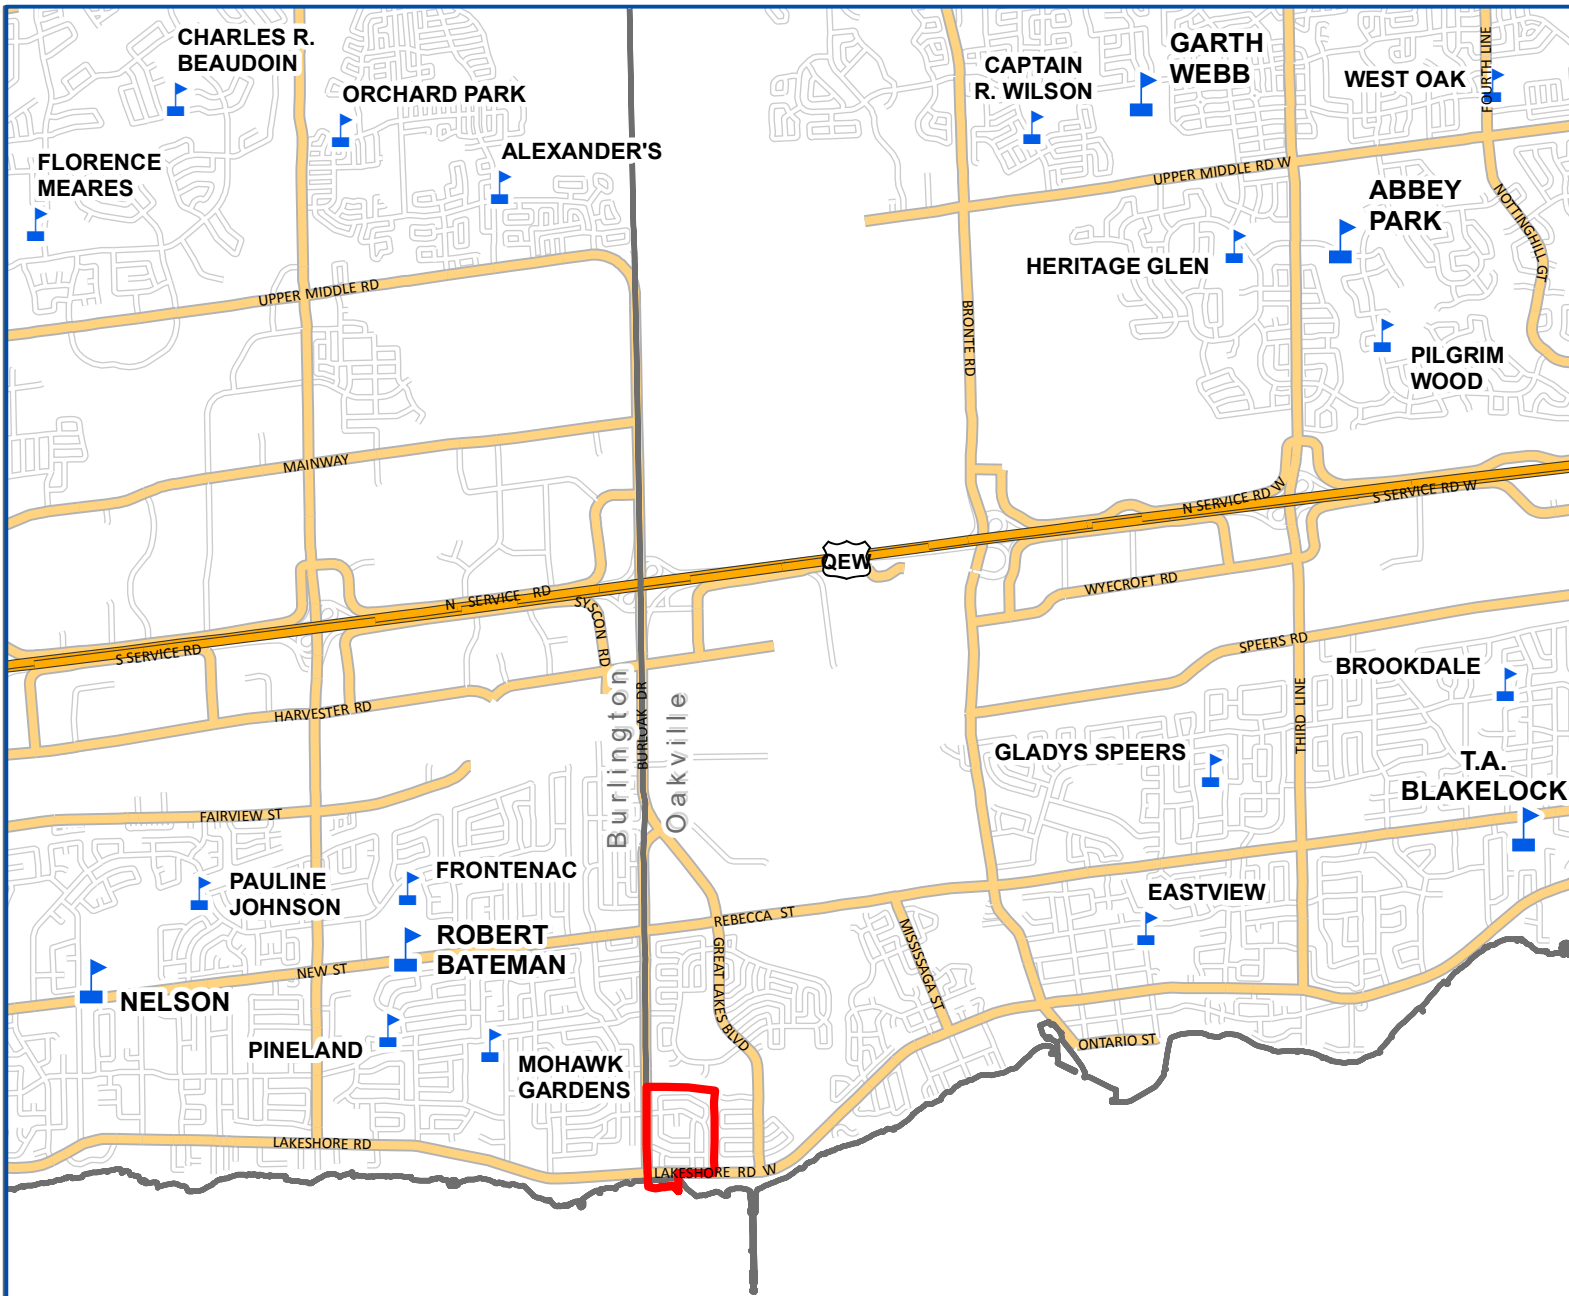 CHARLES R.
BEAUDOIN
ORCHARD PARK
ALEXANDER'S
FLORENCE
MEARES
CAPTAIN
R. WILSON
GARTH
WEBB
WEST OAK
FOURTH LINE
UPPER MIDDLE RD W
ABBEY
PARK
NOTTINGHILL GT
HERITAGE GLEN
UPPER MIDDLE RD
BRONTE RD
PILGRIM
WOOD
MAINWAY
N SERVICE RD W
S SERVICE RD W
QEW
WYECROFT RD
N SERVICE RD
SYSCON RD
S SERVICE RD
SPEERS RD
BROOKDALE
HARVESTER RD
Burlington
BURLOAK DR
Oakville
THIRD LINE
GLADYS SPEERS
T.A.
BLAKELOCK
FAIRVIEW ST
FRONTENAC
PAULINE
JOHNSON
EASTVIEW
REBECCA ST
ROBERT
BATEMAN
NEW ST
GREAT LAKES BLVD
MISSISSAGA ST
NELSON
PINELAND
MOHAWK
GARDENS
ONTARIO ST
LAKESHORE RD
LAKESHORE RD W